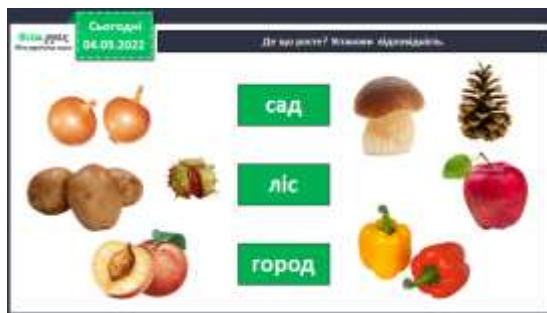 Сьогодні
04.05.2022
Де що росте? Установи відповідність.
сад
ліс
город